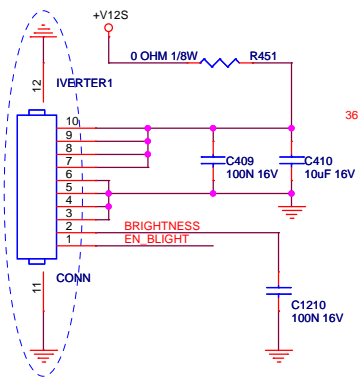 +V12S
0 OHM 1/8W
R451
12
IVERTER1
36
10
9
8
7
6
5
4
3
2
1
C409
100N 16V
C410
10uF 16V
BRIGHTNESS
EN_BLIGHT
CONN
11
C1210
100N 16V